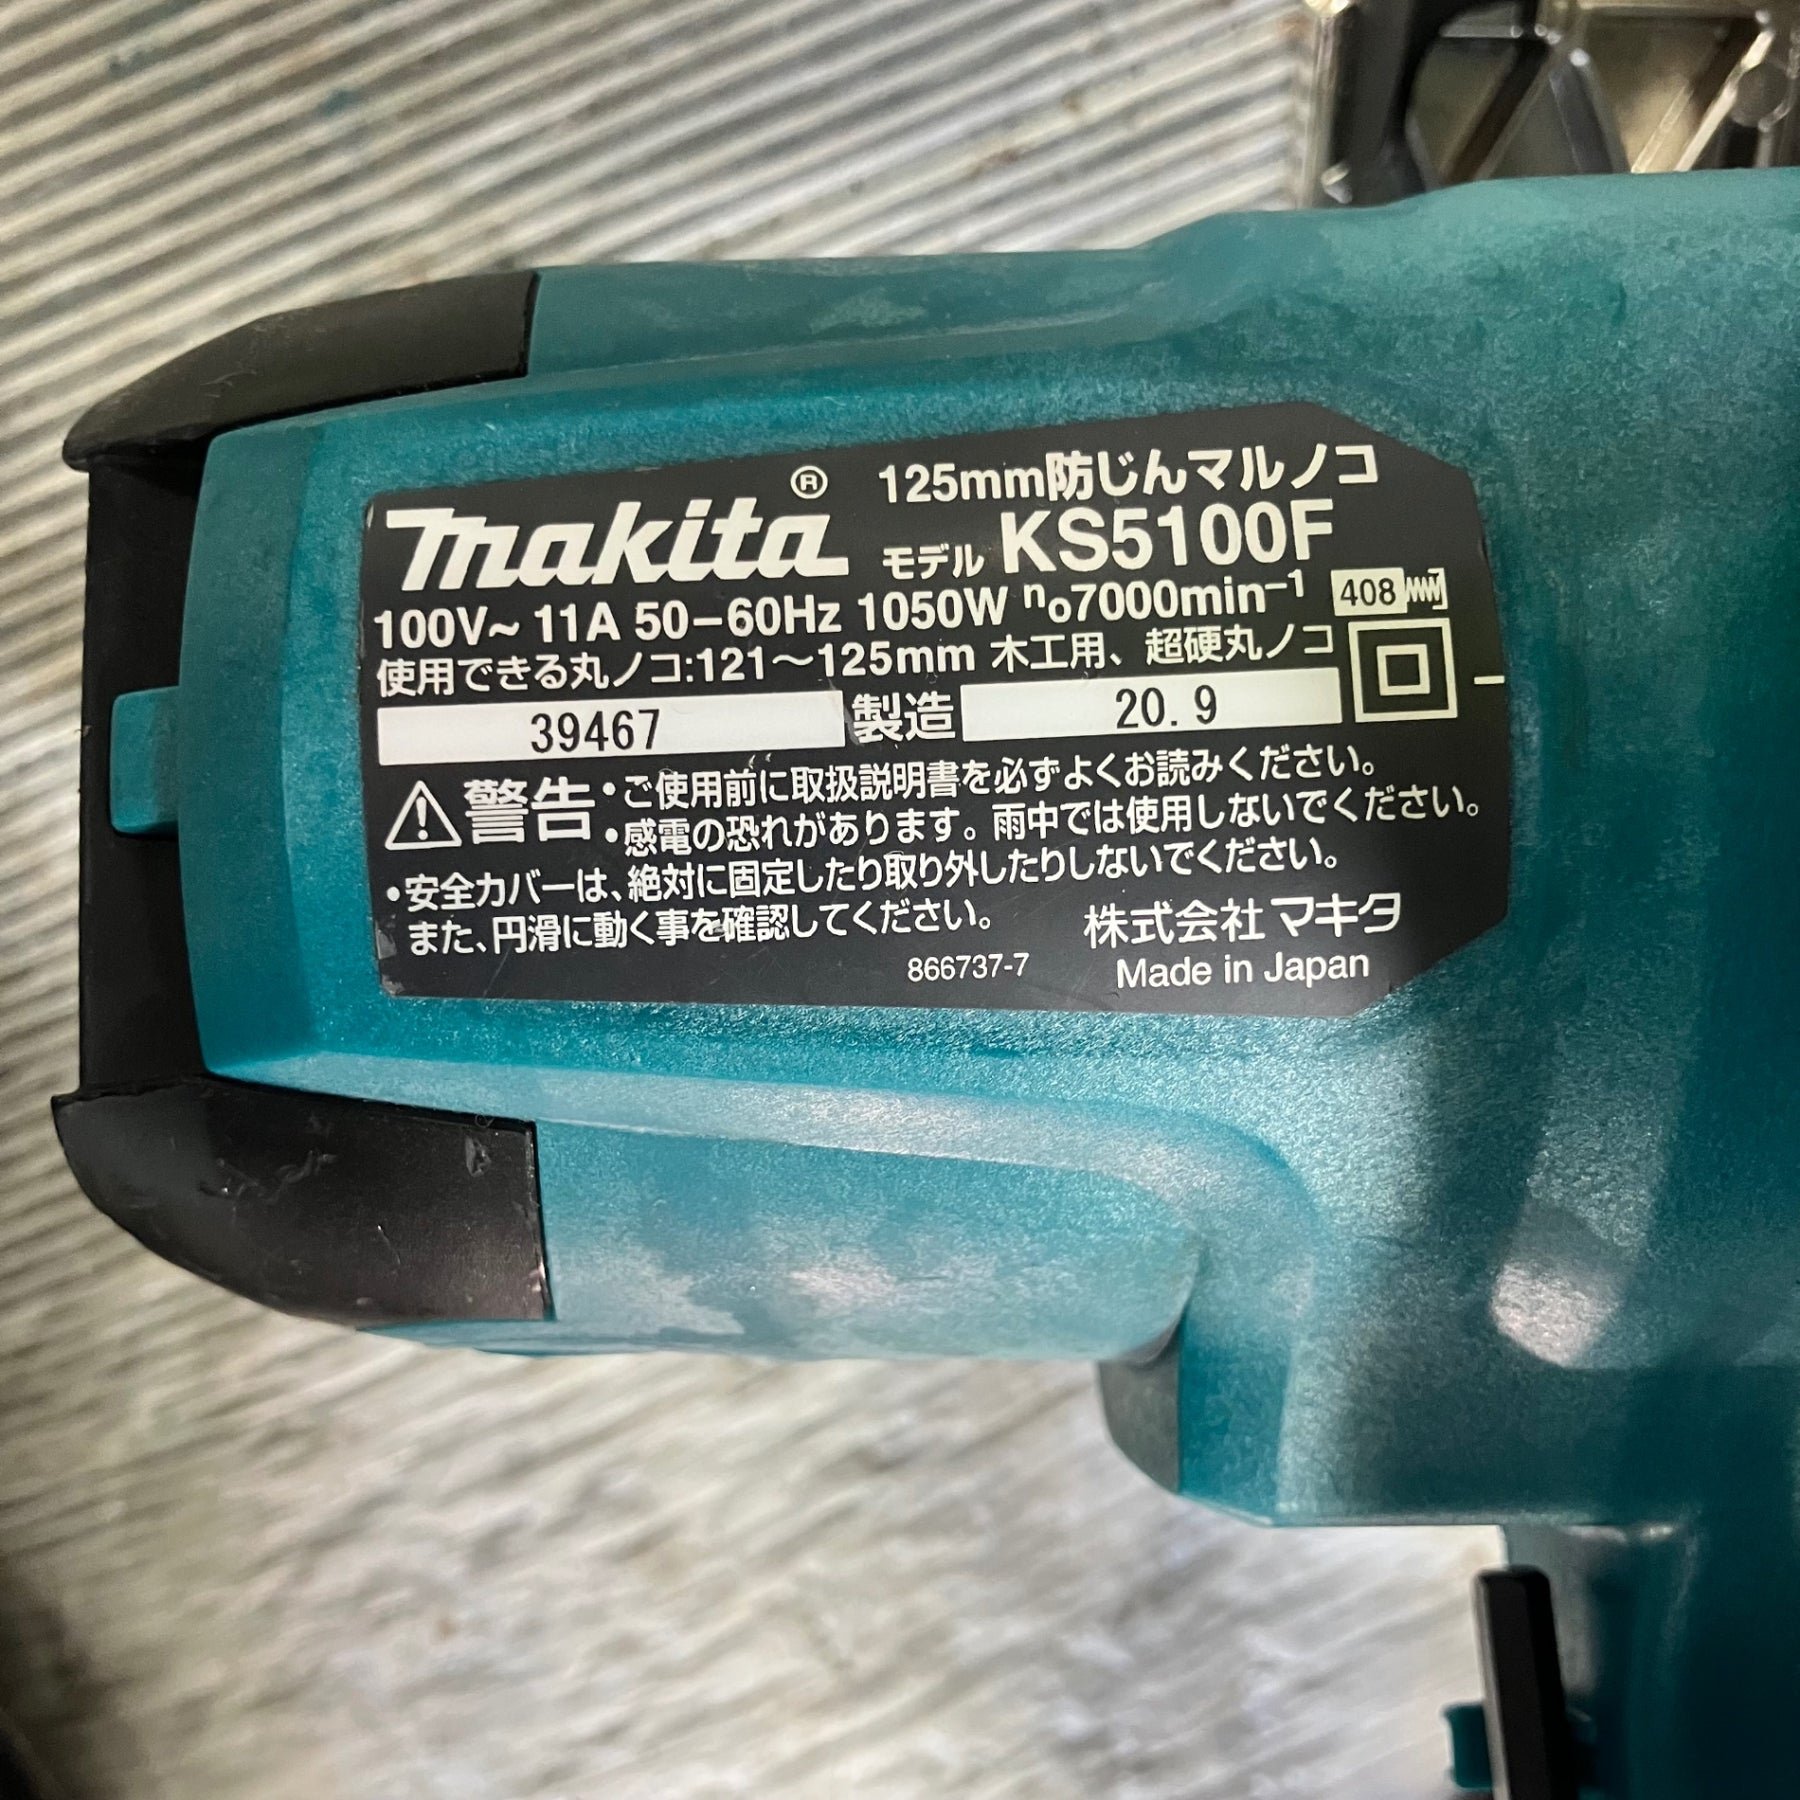 makita® 125mm防じんマルノコ
モデル KS5100F
100V~ 11A 50-60Hz 1050W n₀7000min⁻¹ 408
使用できる丸ノコ:121〜125mm 木工用、超硬丸ノコ
39467 製造 20.9
警告 •ご使用前に取扱説明書を必ずよくお読みください。
•感電の恐れがあります。雨中では使用しないでください。
•安全カバーは、絶対に固定したり取り外したりしないでください。
また、円滑に動く事を確認してください。
株式会社マキタ
866737-7 Made in Japan